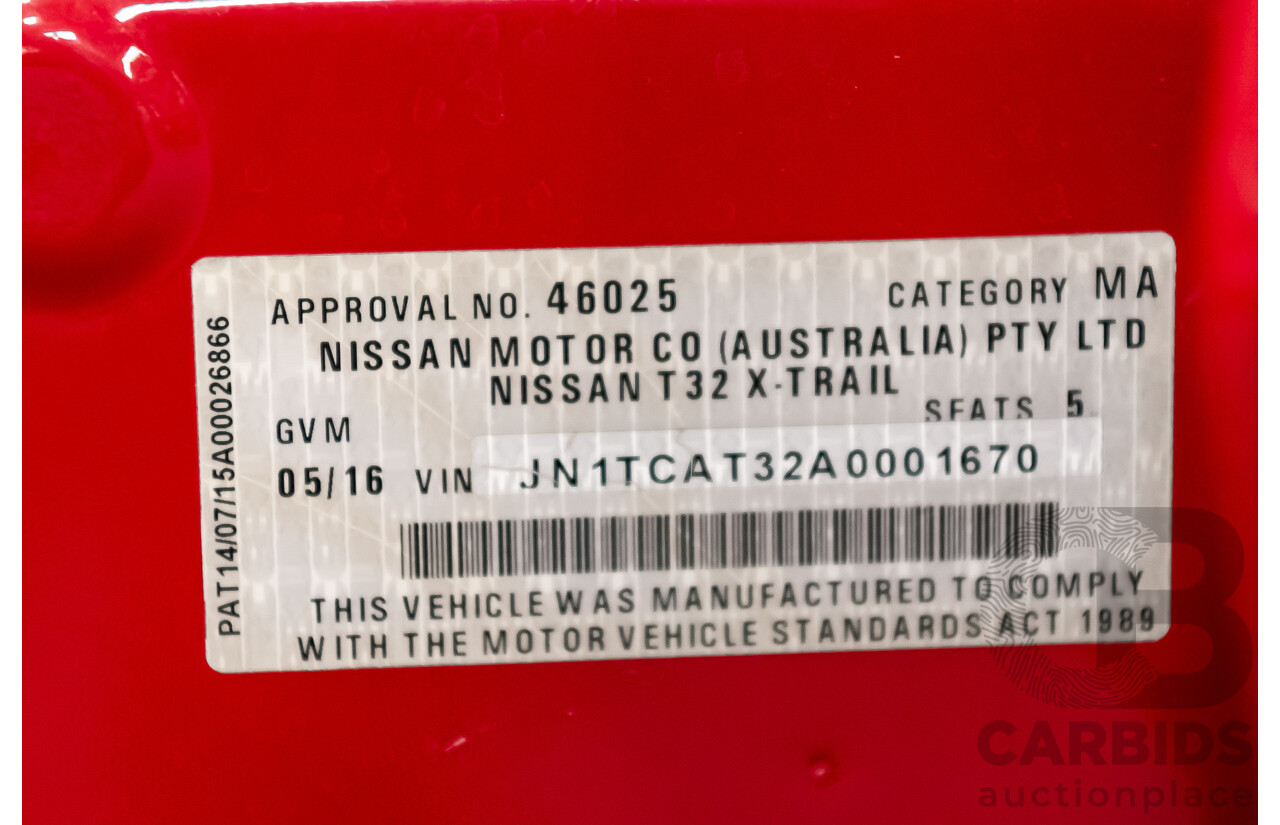 APPROVAL NO. 46025 CATEGORY MA
NISSAN MOTOR CO (AUSTRALIA) PTY LTD
NISSAN T32 X-TRAIL
SEATS 5
GVM
05/16 VIN JN1TCAT32A0001670
THIS VEHICLE WAS MANUFACTURED TO COMPLY
WITH THE MOTOR VEHICLE STANDARDS ACT 1989
PAT14/07/15A00026866
CARBIDS
auctionplace